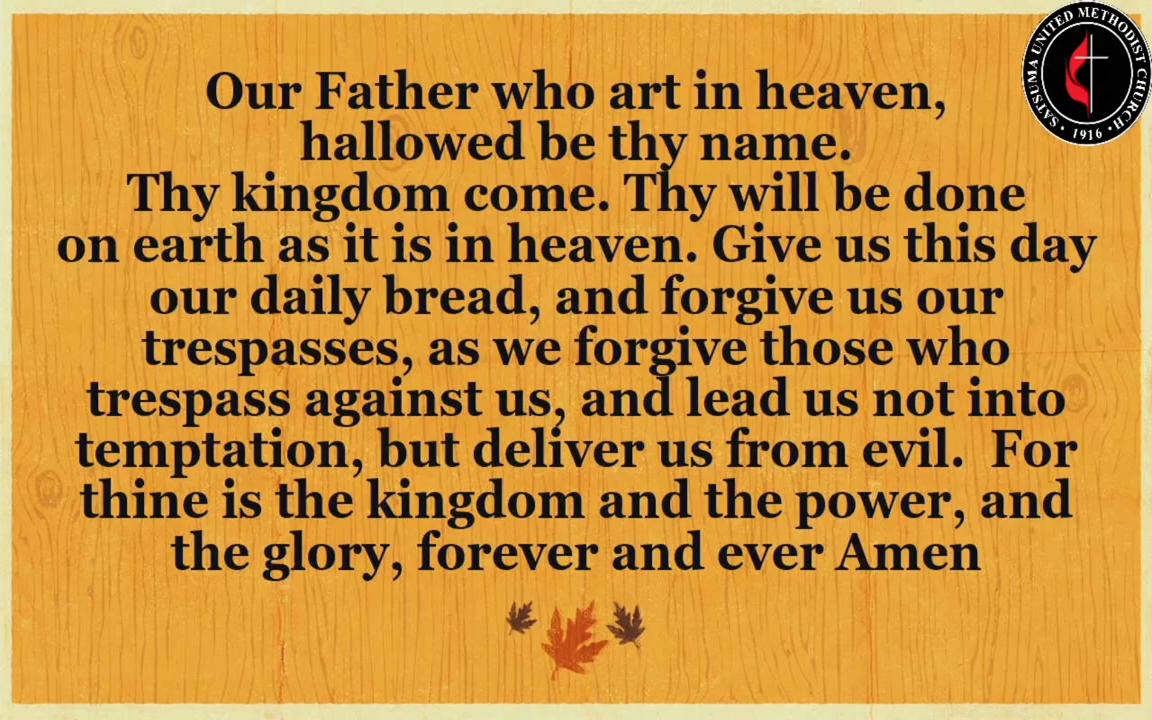 Our Father who art in heaven,
hallowed be thy name.
Thy kingdom come. Thy will be done
on earth as it is in heaven. Give us this day
our daily bread, and forgive us our
trespasses, as we forgive those who
trespass against us, and lead us not into
temptation, but deliver us from evil.  For
thine is the kingdom and the power, and
the glory, forever and ever Amen
SATSUMA UNITED METHODIST CHURCH
• 1916 •